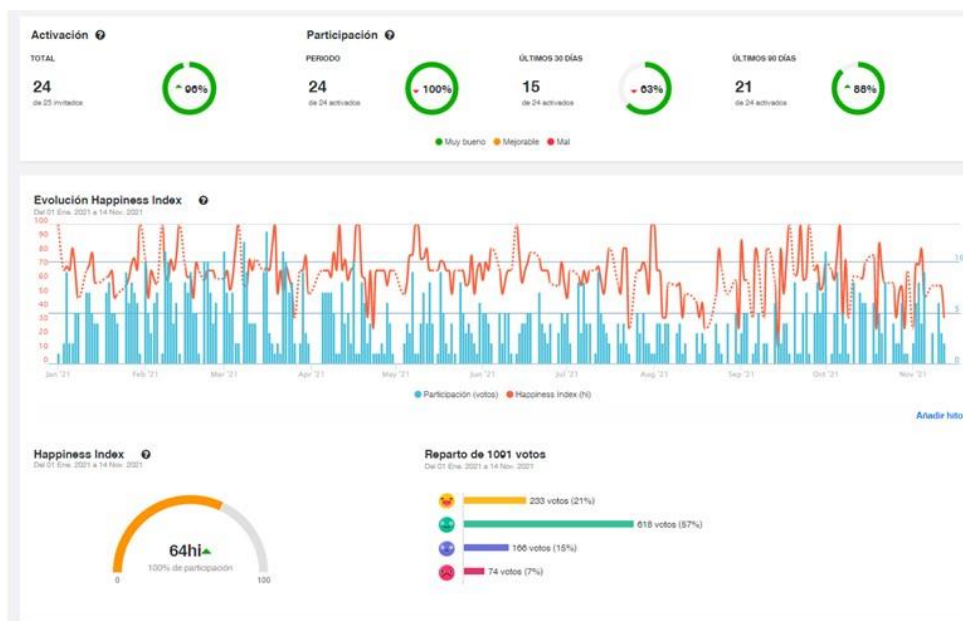 Activación
Participación
TOTAL
PERIODO
ÚLTIMOS 30 DÍAS
ÚLTIMOS 90 DÍAS
24
96%
24
100%
15
63%
21
88%
de 25 invitados
de 24 activados
de 24 activados
de 24 activados
Muy bueno Mejorable Mal
Evolución Happiness Index
Del 01 Ene. 2021 a 14 Nov. 2021
100
90
80
70
60
50
40
30
20
10
0
10
5
0
Jan '21 Feb '21 Mar '21 Apr '21 May '21 Jun '21 Jul '21 Aug '21 Sep '21 Oct '21 Nov '21
Participación (votos) Happiness Index (hi)
Añadir hito
Happiness Index
Del 01 Ene. 2021 a 14 Nov. 2021
64hi
100% de participación
0
100
Reparto de 1091 votos
Del 01 Ene. 2021 a 14 Nov. 2021
233 votos (21%)
618 votos (57%)
166 votos (15%)
74 votos (7%)